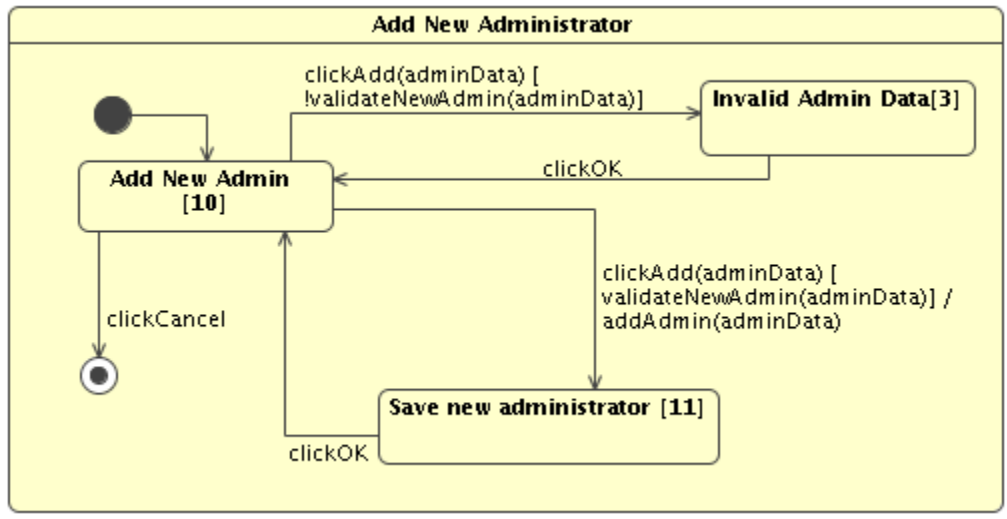 Add New Administrator
clickAdd(adminData) [
!validateNewAdmin(adminData)]
Invalid Admin Data[3]
clickOK
Add New Admin
[10]
clickAdd(adminData) [
validateNewAdmin(adminData)] /
addAdmin(adminData)
clickCancel
Save new administrator [11]
clickOK